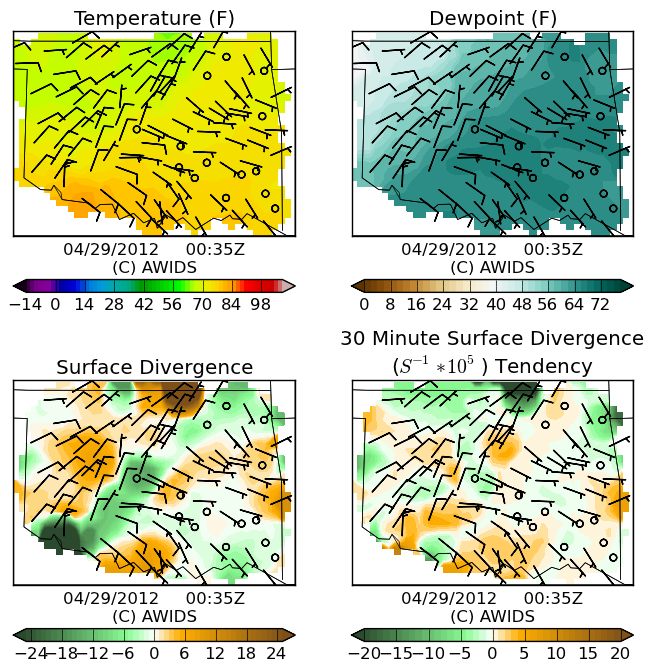 Temperature (F)
04/29/2012 00:35Z
(C) AWIDS
−14 0 14 28 42 56 70 84 98
Dewpoint (F)
04/29/2012 00:35Z
(C) AWIDS
0 8 16 24 32 40 48 56 64 72
Surface Divergence
04/29/2012 00:35Z
(C) AWIDS
−24 −18 −12 −6 0 6 12 18 24
30 Minute Surface Divergence
(S⁻¹ *10⁵ ) Tendency
04/29/2012 00:35Z
(C) AWIDS
−20 −15 −10 −5 0 5 10 15 20